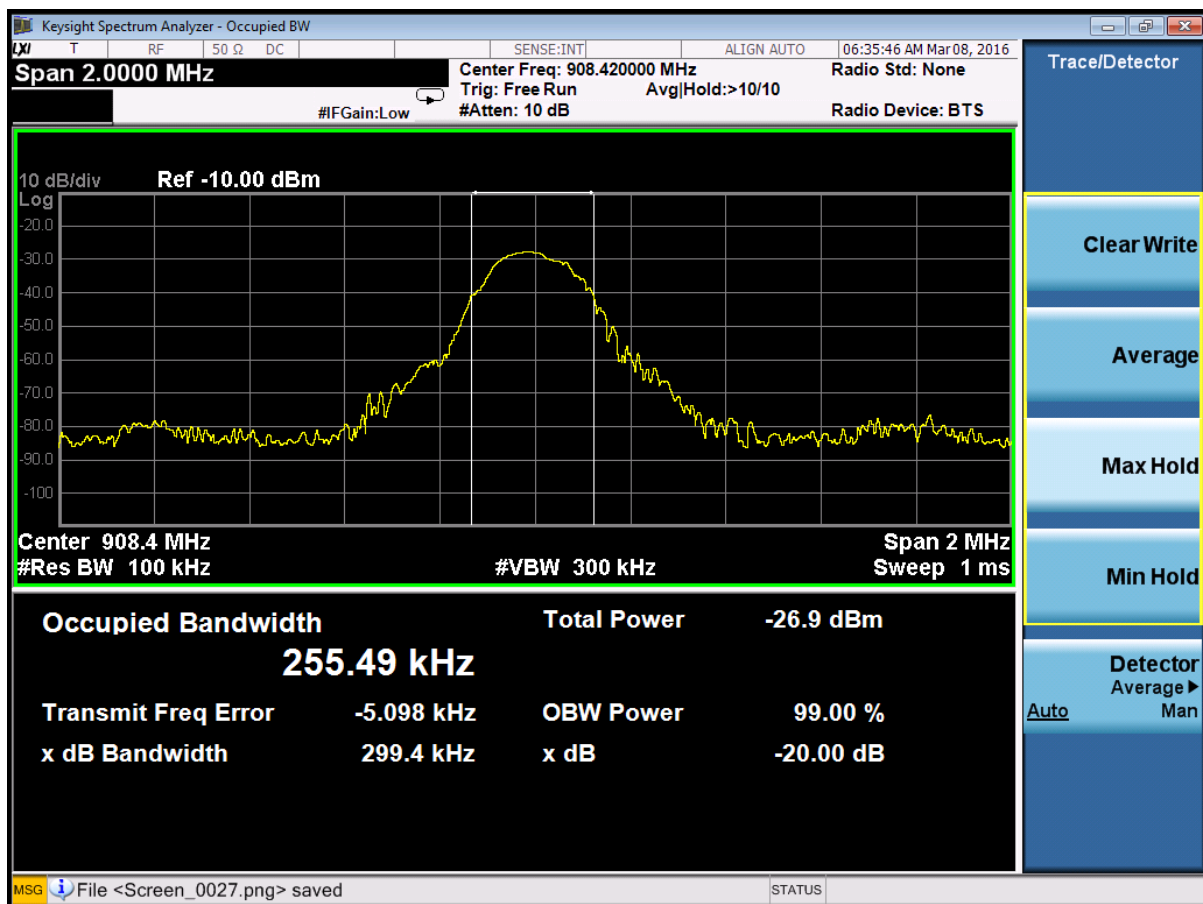 Keysight Spectrum Analyzer - Occupied BW
LXI T RF 50 Ω DC SENSE:INT ALIGN AUTO 06:35:46 AM Mar 08, 2016
Span 2.0000 MHz
#IFGain:Low
Center Freq: 908.420000 MHz
Trig: Free Run Avg|Hold:>10/10
#Atten: 10 dB
Radio Std: None
Radio Device: BTS
10 dB/div Ref -10.00 dBm
Log
-20.0
-30.0
-40.0
-50.0
-60.0
-70.0
-80.0
-90.0
-100
Center 908.4 MHz Span 2 MHz
#Res BW 100 kHz #VBW 300 kHz Sweep 1 ms
Occupied Bandwidth Total Power -26.9 dBm
255.49 kHz
Transmit Freq Error -5.098 kHz OBW Power 99.00 %
x dB Bandwidth 299.4 kHz x dB -20.00 dB
MSG File <Screen_0027.png> saved STATUS
Trace/Detector
Clear Write
Average
Max Hold
Min Hold
Detector
Average
Auto Man